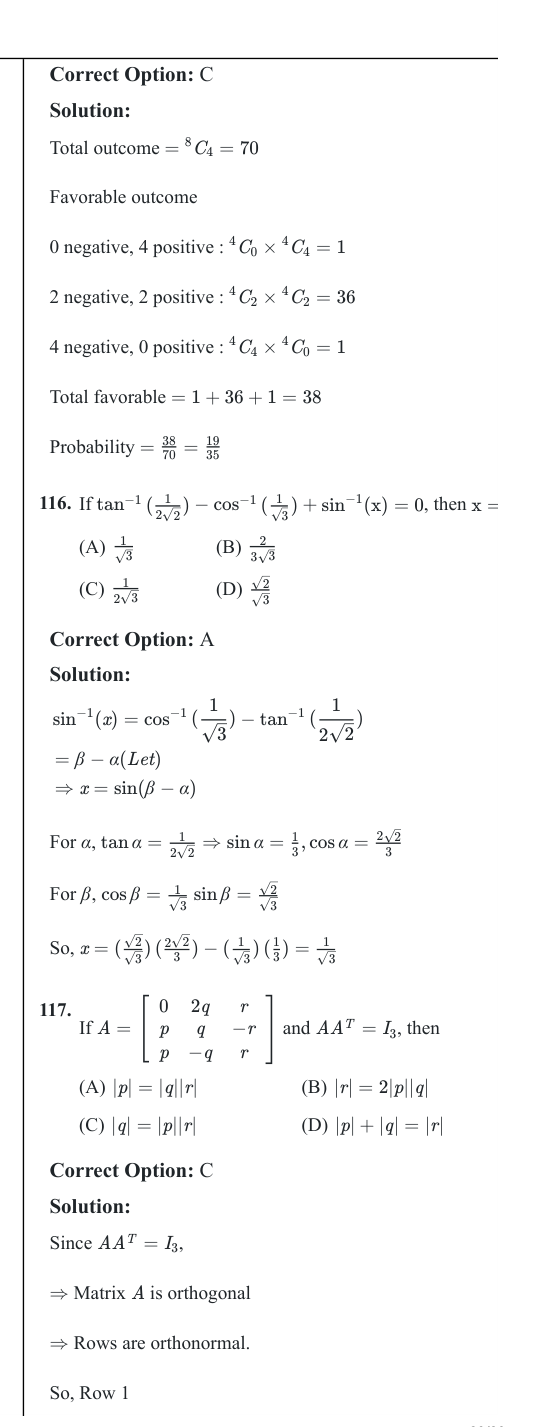 Correct Option: C
Solution:
Total outcome = ⁸C₄ = 70
Favorable outcome
0 negative, 4 positive : ⁴C₀ × ⁴C₄ = 1
2 negative, 2 positive : ⁴C₂ × ⁴C₂ = 36
4 negative, 0 positive : ⁴C₄ × ⁴C₀ = 1
Total favorable = 1 + 36 + 1 = 38
Probability = 38/70 = 19/35
116. If tan⁻¹ (1/2√2) − cos⁻¹ (1/√3) + sin⁻¹(x) = 0, then x =
(A) 1/√3 (B) 2/3√3
(C) 1/2√3 (D) √2/√3
Correct Option: A
Solution:
sin⁻¹(x) = cos⁻¹ (1/√3) − tan⁻¹ (1/2√2)
= β − α(Let)
⇒ x = sin(β − α)
For α, tan α = 1/2√2 ⇒ sin α = 1/3, cos α = 2√2/3
For β, cos β = 1/√3 sin β = √2/√3
So, x = (√2/√3)(2√2/3) − (1/√3)(1/3) = 1/√3
117.
0 2q r
If A = [ p q −r ] and AAᵀ = I₃, then
p −q r
(A) |p| = |q||r| (B) |r| = 2|p||q|
(C) |q| = |p||r| (D) |p| + |q| = |r|
Correct Option: C
Solution:
Since AAᵀ = I₃,
⇒ Matrix A is orthogonal
⇒ Rows are orthonormal.
So, Row 1